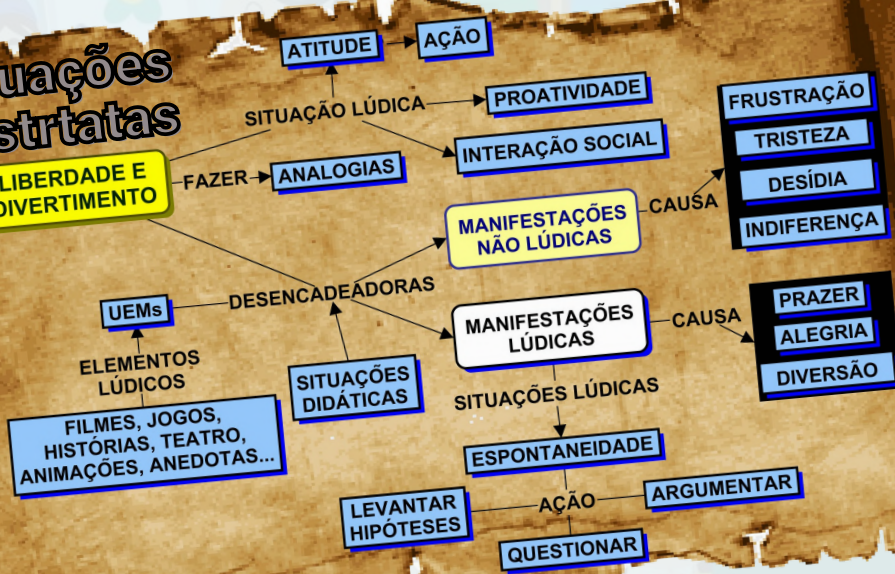 uações
strtatas
ATITUDE
AÇÃO
SITUAÇÃO LÚDICA
PROATIVIDADE
INTERAÇÃO SOCIAL
LIBERDADE E
DIVERTIMENTO
FAZER
ANALOGIAS
MANIFESTAÇÕES
NÃO LÚDICAS
CAUSA
FRUSTRAÇÃO
TRISTEZA
DESÍDIA
INDIFERENÇA
UEMs
DESENCADEADORAS
MANIFESTAÇÕES
LÚDICAS
CAUSA
PRAZER
ALEGRIA
DIVERSÃO
ELEMENTOS
LÚDICOS
FILMES, JOGOS,
HISTÓRIAS, TEATRO,
ANIMAÇÕES, ANEDOTAS...
SITUAÇÕES
DIDÁTICAS
SITUAÇÕES LÚDICAS
ESPONTANEIDADE
LEVANTAR
HIPÓTESES
AÇÃO
ARGUMENTAR
QUESTIONAR